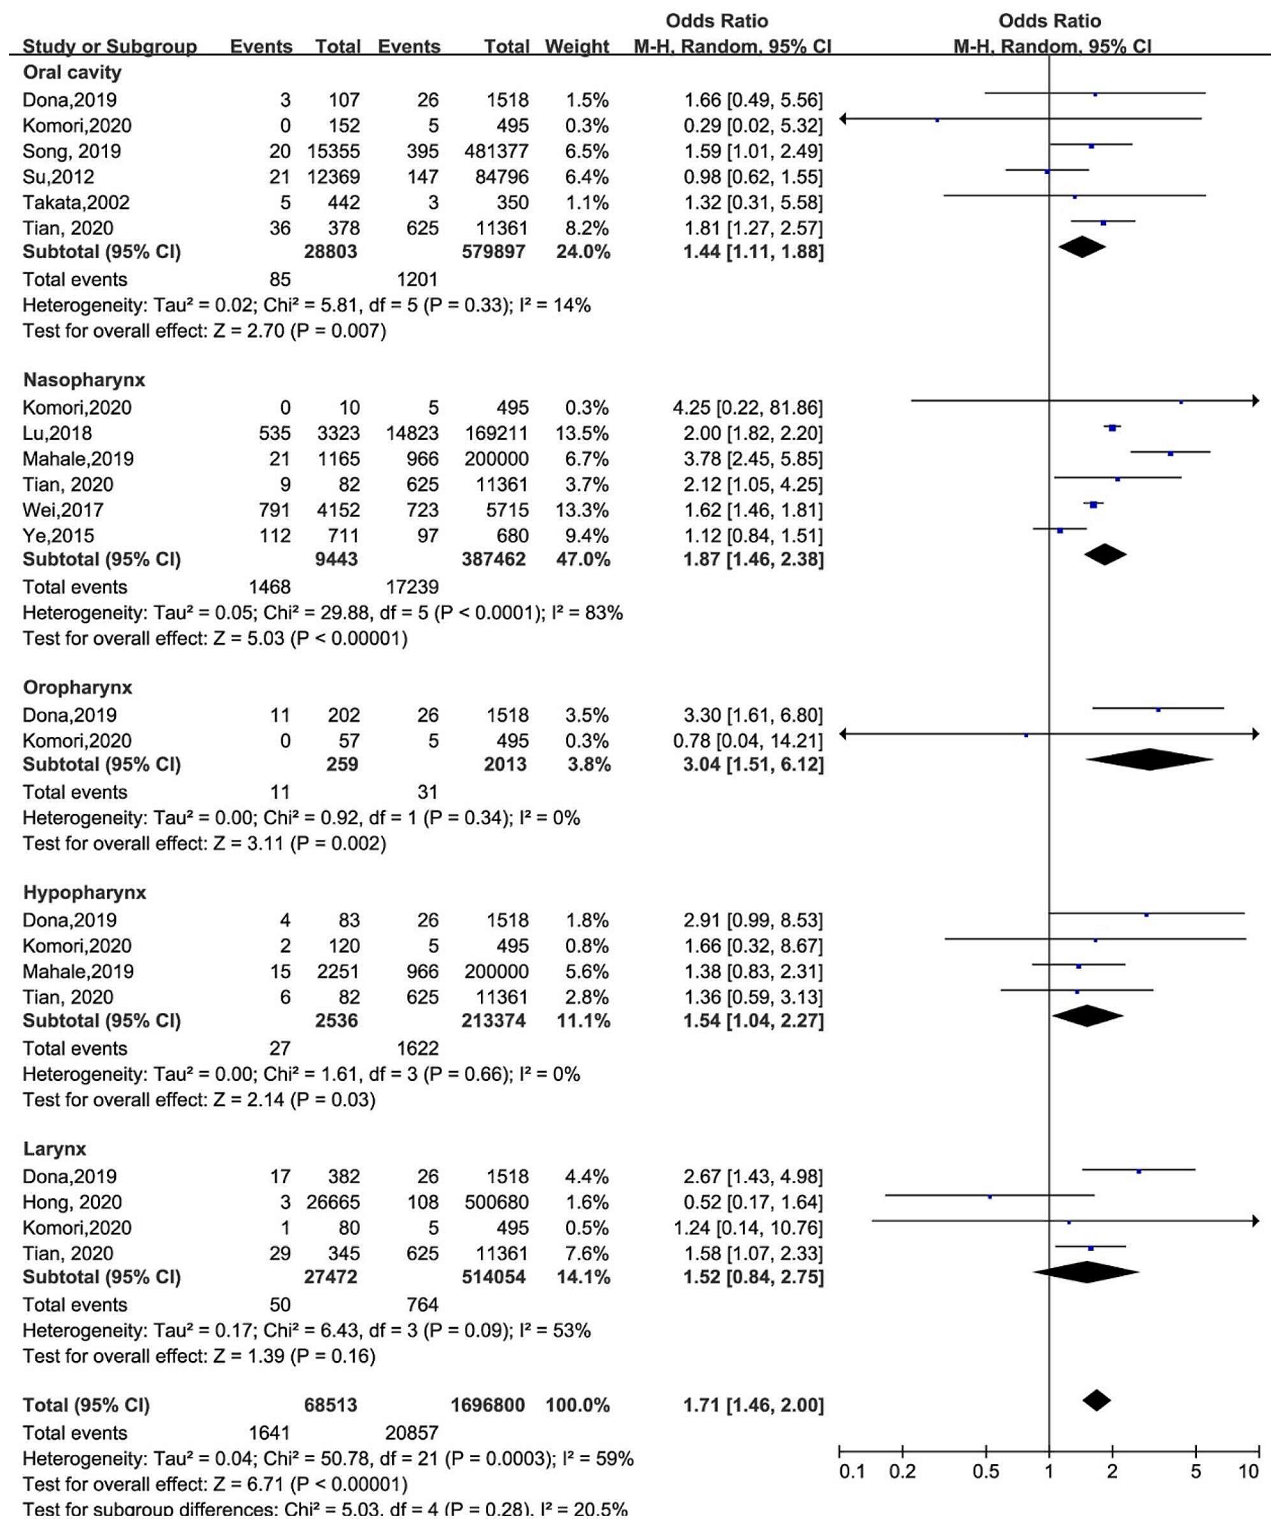 Odds Ratio Odds Ratio
Study or Subgroup Events Total Events Total Weight M-H, Random, 95% CI M-H, Random, 95% CI
Oral cavity
Dona,2019 3 107 26 1518 1.5% 1.66 [0.49, 5.56]
Komori,2020 0 152 5 495 0.3% 0.29 [0.02, 5.32]
Song, 2019 20 15355 395 481377 6.5% 1.59 [1.01, 2.49]
Su,2012 21 12369 147 84796 6.4% 0.98 [0.62, 1.55]
Takata,2002 5 442 3 350 1.1% 1.32 [0.31, 5.58]
Tian, 2020 36 378 625 11361 8.2% 1.81 [1.27, 2.57]
Subtotal (95% CI) 28803 579897 24.0% 1.44 [1.11, 1.88]
Total events 85 1201
Heterogeneity: Tau² = 0.02; Chi² = 5.81, df = 5 (P = 0.33); I² = 14%
Test for overall effect: Z = 2.70 (P = 0.007)
Nasopharynx
Komori,2020 0 10 5 495 0.3% 4.25 [0.22, 81.86]
Lu,2018 535 3323 14823 169211 13.5% 2.00 [1.82, 2.20]
Mahale,2019 21 1165 966 200000 6.7% 3.78 [2.45, 5.85]
Tian, 2020 9 82 625 11361 3.7% 2.12 [1.05, 4.25]
Wei,2017 791 4152 723 5715 13.3% 1.62 [1.46, 1.81]
Ye,2015 112 711 97 680 9.4% 1.12 [0.84, 1.51]
Subtotal (95% CI) 9443 387462 47.0% 1.87 [1.46, 2.38]
Total events 1468 17239
Heterogeneity: Tau² = 0.05; Chi² = 29.88, df = 5 (P < 0.0001); I² = 83%
Test for overall effect: Z = 5.03 (P < 0.00001)
Oropharynx
Dona,2019 11 202 26 1518 3.5% 3.30 [1.61, 6.80]
Komori,2020 0 57 5 495 0.3% 0.78 [0.04, 14.21]
Subtotal (95% CI) 259 2013 3.8% 3.04 [1.51, 6.12]
Total events 11 31
Heterogeneity: Tau² = 0.00; Chi² = 0.92, df = 1 (P = 0.34); I² = 0%
Test for overall effect: Z = 3.11 (P = 0.002)
Hypopharynx
Dona,2019 4 83 26 1518 1.8% 2.91 [0.99, 8.53]
Komori,2020 2 120 5 495 0.8% 1.66 [0.32, 8.67]
Mahale,2019 15 2251 966 200000 5.6% 1.38 [0.83, 2.31]
Tian, 2020 6 82 625 11361 2.8% 1.36 [0.59, 3.13]
Subtotal (95% CI) 2536 213374 11.1% 1.54 [1.04, 2.27]
Total events 27 1622
Heterogeneity: Tau² = 0.00; Chi² = 1.61, df = 3 (P = 0.66); I² = 0%
Test for overall effect: Z = 2.14 (P = 0.03)
Larynx
Dona,2019 17 382 26 1518 4.4% 2.67 [1.43, 4.98]
Hong, 2020 3 26665 108 500680 1.6% 0.52 [0.17, 1.64]
Komori,2020 1 80 5 495 0.5% 1.24 [0.14, 10.76]
Tian, 2020 29 345 625 11361 7.6% 1.58 [1.07, 2.33]
Subtotal (95% CI) 27472 514054 14.1% 1.52 [0.84, 2.75]
Total events 50 764
Heterogeneity: Tau² = 0.17; Chi² = 6.43, df = 3 (P = 0.09); I² = 53%
Test for overall effect: Z = 1.39 (P = 0.16)
Total (95% CI) 68513 1696800 100.0% 1.71 [1.46, 2.00]
Total events 1641 20857
Heterogeneity: Tau² = 0.04; Chi² = 50.78, df = 21 (P = 0.0003); I² = 59%
0.1 0.2 0.5 1 2 5 10
Test for overall effect: Z = 6.71 (P < 0.00001)
Test for subgroup differences: Chi² = 5.03, df = 4 (P = 0.28), I² = 20.5%